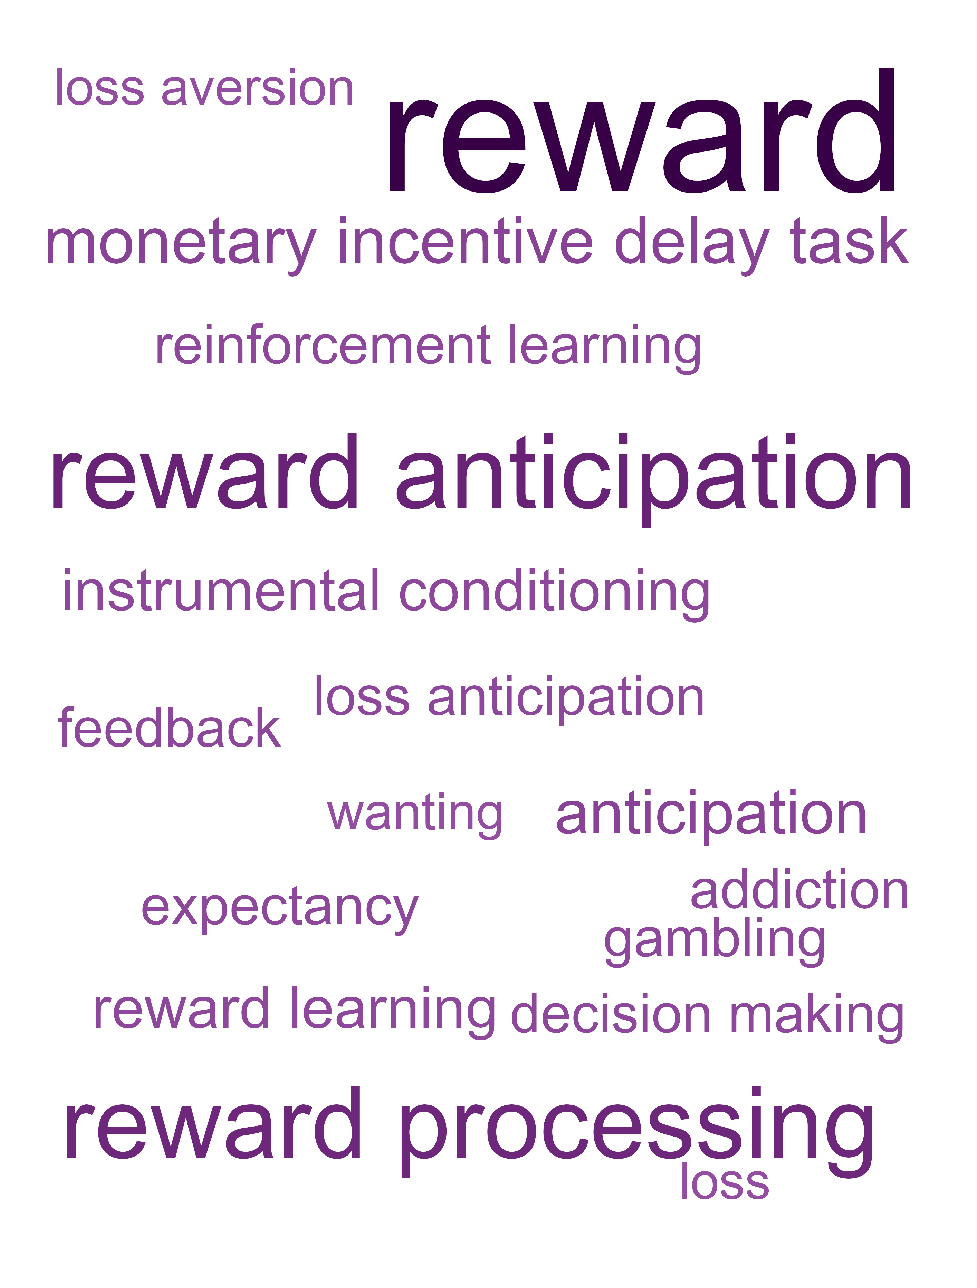 loss aversion
reward
monetary incentive delay task
reinforcement learning
reward anticipation
instrumental conditioning
loss anticipation
feedback
wanting
anticipation
addiction
expectancy
gambling
reward learning
decision making
reward processing
loss